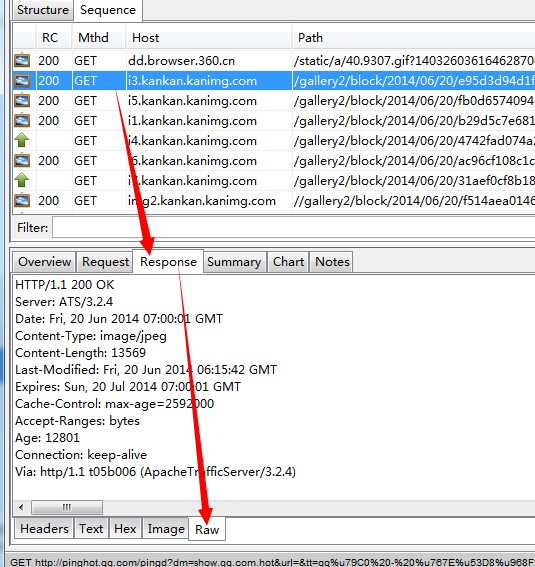 Structure Sequence
RC Mthd Host Path
200 GET dd.browser.360.cn /static/a/40.9307.gif?14032603616462870
200 GET i3.kankan.kanimg.com /gallery2/block/2014/06/20/e95d3d94d1f
200 GET i5.kankan.kanimg.com /gallery2/block/2014/06/20/fb0d6574094
200 GET i1.kankan.kanimg.com /gallery2/block/2014/06/20/b29d5c7e681
GET i4.kankan.kanimg.com /gallery2/block/2014/06/20/4742fad074a2
200 GET i6.kankan.kanimg.com /gallery2/block/2014/06/20/ac96cf108c1c
GET kankan.kanimg.com /gallery2/block/2014/06/20/31aef0cf8b18
200 GET img2.kankan.kanimg.com //gallery2/block/2014/06/20/f514aea0146
Filter:
Overview Request Response Summary Chart Notes
HTTP/1.1 200 OK
Server: ATS/3.2.4
Date: Fri, 20 Jun 2014 07:00:01 GMT
Content-Type: image/jpeg
Content-Length: 13569
Last-Modified: Fri, 20 Jun 2014 06:15:42 GMT
Expires: Sun, 20 Jul 2014 07:00:01 GMT
Cache-Control: max-age=2592000
Accept-Ranges: bytes
Age: 12801
Connection: keep-alive
Via: http/1.1 t05b006 (ApacheTrafficServer/3.2.4)
Headers Text Hex Image Raw
GET http://pinghot.qq.com/pingd?dm=show.qq.com.hot&url=&tt=qq%u79C0%20-%20%u767E%u53D8%u968F